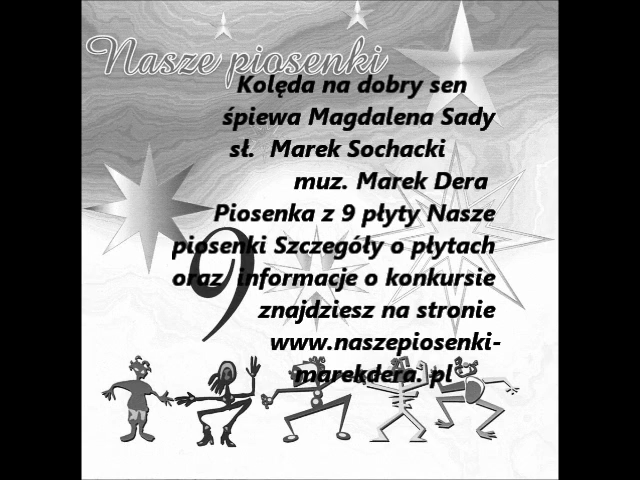 Nasze piosenki
Kolęda na dobry sen
śpiewa Magdalena Sady
sł. Marek Sochacki
muz. Marek Dera
Piosenka z 9 płyty Nasze
piosenki Szczegóły o płytach
oraz informacje o konkursie
znajdziesz na stronie
www.naszepiosenki-
marekdera. pl
9